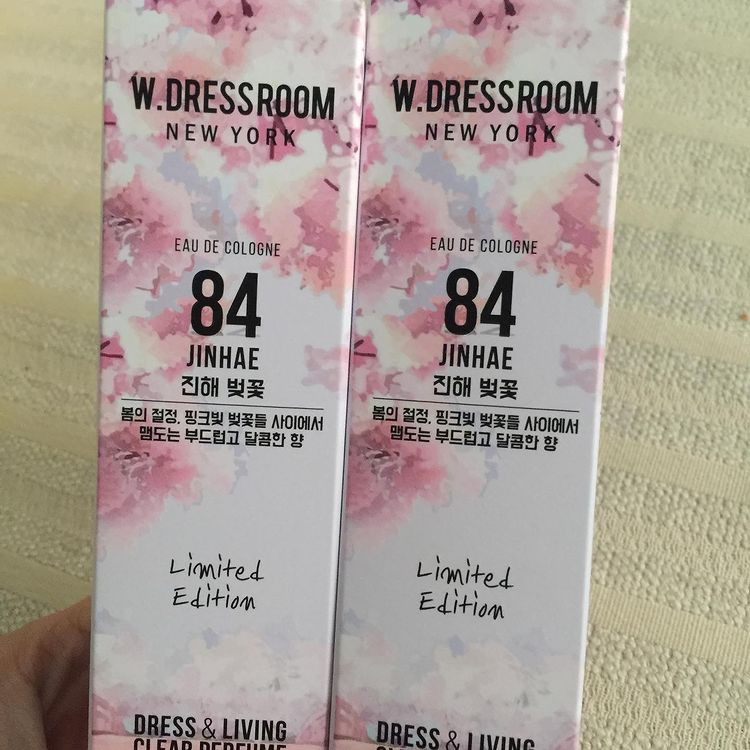 W.DRESSROOM
NEW YORK
EAU DE COLOGNE
84
JINHAE
진해 벚꽃
봄의 절정, 핑크빛 벚꽃들 사이에서
맴도는 부드럽고 달콤한 향
Limited
Edition
DRESS & LIVING
CLEAR PERFUME
W.DRESSROOM
NEW YORK
EAU DE COLOGNE
84
JINHAE
진해 벚꽃
봄의 절정, 핑크빛 벚꽃들 사이에서
맴도는 부드럽고 달콤한 향
Limited
Edition
DRESS & LIVING